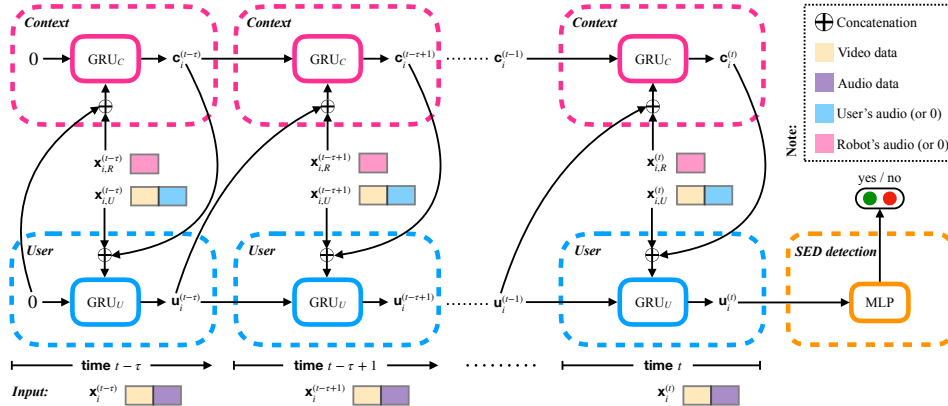 Context
Context
Context
0 GRU_C c_i^{(t-τ)} GRU_C c_i^{(t-τ+1)} ········ c_i^{(t-1)} GRU_C c_i^{(t)}
x_{i,R}^{(t-τ)} x_{i,R}^{(t-τ+1)} x_{i,R}^{(t)}
x_{i,U}^{(t-τ)} x_{i,U}^{(t-τ+1)} x_{i,U}^{(t)}
User
User
User
0 GRU_U u_i^{(t-τ)} GRU_U u_i^{(t-τ+1)} ········ u_i^{(t-1)} GRU_U u_i^{(t)}
SED detection
MLP
yes / no
Note:
Concatenation
Video data
Audio data
User's audio (or 0)
Robot's audio (or 0)
time t − τ time t − τ + 1 ········ time t
Input: x_i^{(t-τ)} x_i^{(t-τ+1)} x_i^{(t)}